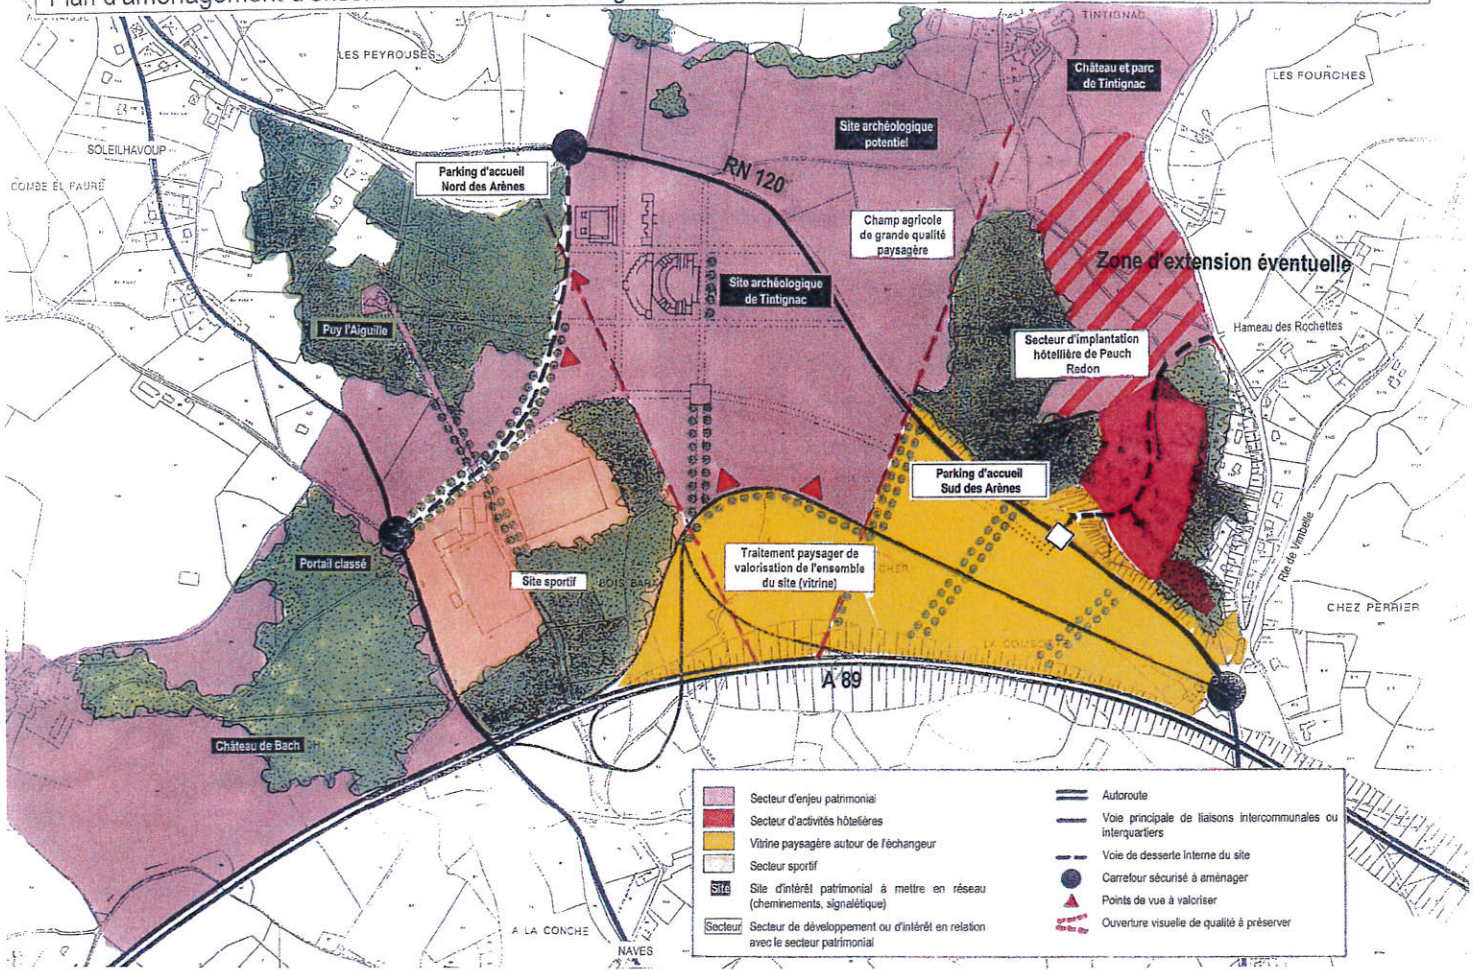 Plan d'aménagement d'ensem
TINTIGNAC
LES PEYROUSES
Château et parc
de Tintignac
LES FOURCHES
Site archéologique
potentiel
SOLEILHAVOUP
Parking d'accueil
Nord des Arènes
RN 120
COMBE EL FAURE
Champ agricole
de grande qualité
paysagère
Zone d'extension éventuelle
Site archéologique
de Tintignac
Puy l'Aiguille
Hameau des Rochettes
Secteur d'implantation
hôtellière de Peuch
Redon
Parking d'accueil
Sud des Arènes
Portail classé
Traitement paysager de
valorisation de l'ensemble
du site (vitrine)
Site sportif
BOIS BAR
Rte de Vimbelle
CHEZ PERRIER
A 89
Château de Bach
A LA CONCHE
NAVES
Secteur d'enjeu patrimonial
Secteur d'activités hôtelières
Vitrine paysagère autour de l'échangeur
Secteur sportif
Site
Site d'intérêt patrimonial à mettre en réseau
(cheminements, signalétique)
Secteur
Secteur de développement ou d'intérêt en relation
avec le secteur patrimonial
Autoroute
Voie principale de liaisons intercommunales ou
interquartiers
Voie de desserte interne du site
Carrefour sécurisé à aménager
Points de vue à valoriser
Ouverture visuelle de qualité à préserver